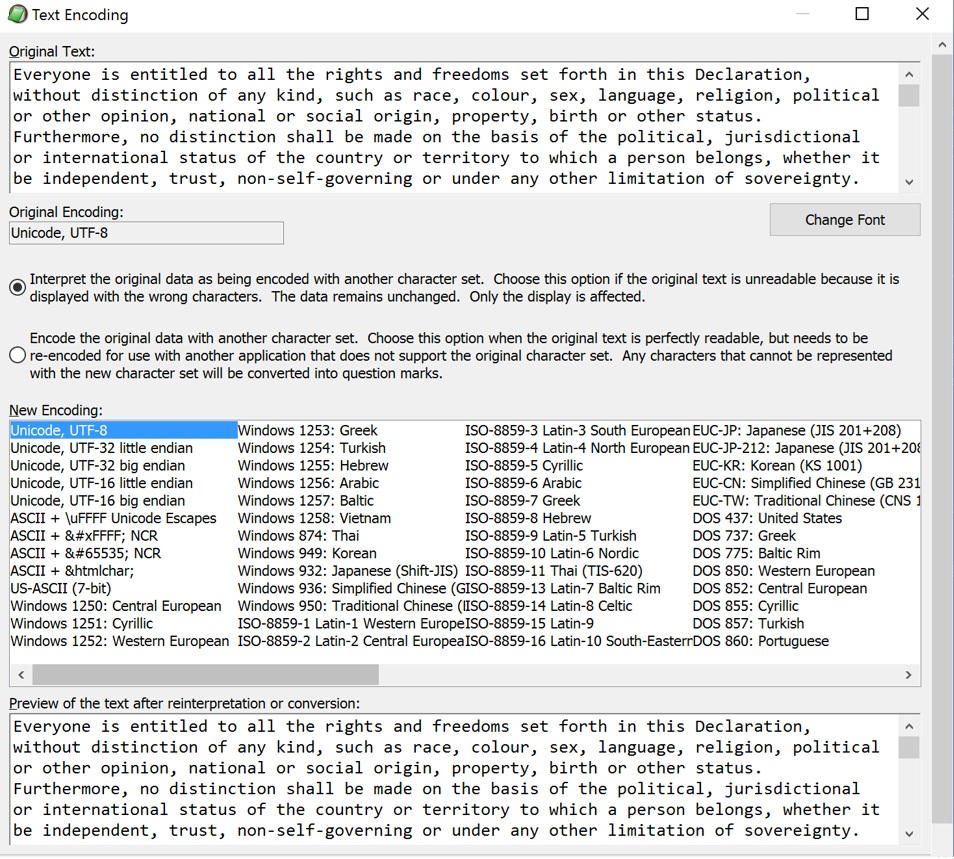 Text Encoding
Original Text:
Everyone is entitled to all the rights and freedoms set forth in this Declaration,
without distinction of any kind, such as race, colour, sex, language, religion, political
or other opinion, national or social origin, property, birth or other status.
Furthermore, no distinction shall be made on the basis of the political, jurisdictional
or international status of the country or territory to which a person belongs, whether it
be independent, trust, non-self-governing or under any other limitation of sovereignty.
Original Encoding:
Unicode, UTF-8
Change Font
Interpret the original data as being encoded with another character set. Choose this option if the original text is unreadable because it is
displayed with the wrong characters. The data remains unchanged. Only the display is affected.
Encode the original data with another character set. Choose this option when the original text is perfectly readable, but needs to be
re-encoded for use with another application that does not support the original character set. Any characters that cannot be represented
with the new character set will be converted into question marks.
New Encoding:
Unicode, UTF-8
Unicode, UTF-32 little endian
Unicode, UTF-32 big endian
Unicode, UTF-16 little endian
Unicode, UTF-16 big endian
ASCII + \uFFFF Unicode Escapes
ASCII + &#xFFFF; NCR
ASCII + &#65535; NCR
ASCII + &htmlchar;
US-ASCII (7-bit)
Windows 1250: Central European
Windows 1251: Cyrillic
Windows 1252: Western European
Windows 1253: Greek
Windows 1254: Turkish
Windows 1255: Hebrew
Windows 1256: Arabic
Windows 1257: Baltic
Windows 1258: Vietnam
Windows 874: Thai
Windows 949: Korean
Windows 932: Japanese (Shift-JIS)
Windows 936: Simplified Chinese (G
Windows 950: Traditional Chinese (
ISO-8859-1 Latin-1 Western Europe
ISO-8859-2 Latin-2 Central Europea
ISO-8859-3 Latin-3 South European
ISO-8859-4 Latin-4 North European
ISO-8859-5 Cyrillic
ISO-8859-6 Arabic
ISO-8859-7 Greek
ISO-8859-8 Hebrew
ISO-8859-9 Latin-5 Turkish
ISO-8859-10 Latin-6 Nordic
ISO-8859-11 Thai (TIS-620)
ISO-8859-13 Latin-7 Baltic Rim
ISO-8859-14 Latin-8 Celtic
ISO-8859-15 Latin-9
ISO-8859-16 Latin-10 South-Eastern
EUC-JP: Japanese (JIS 201+208)
EUC-JP-212: Japanese (JIS 201+208
EUC-KR: Korean (KS 1001)
EUC-CN: Simplified Chinese (GB 231
EUC-TW: Traditional Chinese (CNS 1
DOS 437: United States
DOS 737: Greek
DOS 775: Baltic Rim
DOS 850: Western European
DOS 852: Central European
DOS 855: Cyrillic
DOS 857: Turkish
DOS 860: Portuguese
Preview of the text after reinterpretation or conversion:
Everyone is entitled to all the rights and freedoms set forth in this Declaration,
without distinction of any kind, such as race, colour, sex, language, religion, political
or other opinion, national or social origin, property, birth or other status.
Furthermore, no distinction shall be made on the basis of the political, jurisdictional
or international status of the country or territory to which a person belongs, whether it
be independent, trust, non-self-governing or under any other limitation of sovereignty.